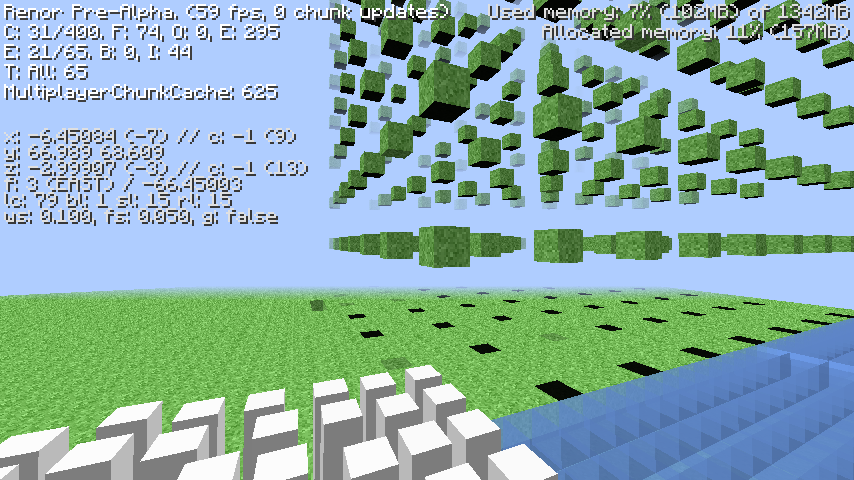 Renor Pre-Alpha. (59 fps, 0 chunk updates)
Used memory: 7% (102MB) of 1342MB
C: 31/400. F: 74, O: 0, E: 295
Allocated memory: 11% (157MB)
E: 21/65. B: 0, I: 44
T: All: 65
MultiplayerChunkCache: 625
x: -6.45084 (-7) // c: -1 (9)
y: 66.989 68.609
z: -2.99997 (-3) // c: -1 (13)
f: 3 (EAST) / -66.45003
lc: 79 bl: 1 sl: 15 rl: 15
ws: 0.100, fs: 0.050, g: false